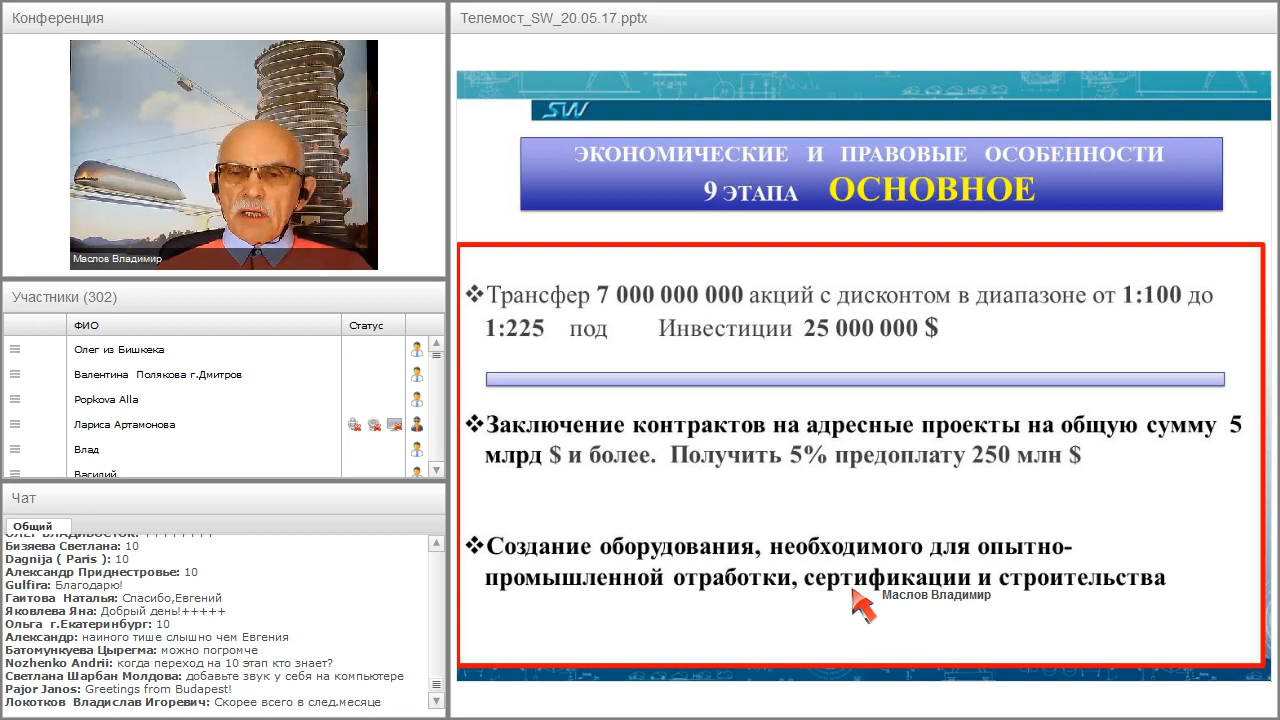 Конференция
Маслов Владимир
Участники (302)
ФИО Статус
Олег из Бишкека
Валентина Полякова г.Дмитров
Popkova Alla
Лариса Артамонова
Влад
Василий
Чат
Общий
ОЛЕГ ВЛАДИВОСТОК: ++++++++
Бизяева Светлана: 10
Dagnija ( Paris ): 10
Александр Приднестровье: 10
Gulfira: Благодарю!
Гаитова Наталья: Спасибо,Евгений
Яковлева Яна: Добрый день!+++++
Ольга г.Екатеринбург: 10
Александр: наиного тише слышно чем Евгения
Батомункуева Цырегма: можно погромче
Nozhenko Andrii: когда переход на 10 этап кто знает?
Светлана Шарбан Молдова: добавьте звук у себя на компьютере
Pajor Janos: Greetings from Budapest!
Локотков Владислав Игоревич: Скорее всего в след.месяце
Телемост_SW_20.05.17.pptx
SW
ЭКОНОМИЧЕСКИЕ И ПРАВОВЫЕ ОСОБЕННОСТИ
9 ЭТАПА ОСНОВНОЕ
❖Трансфер 7 000 000 000 акций с дисконтом в диапазоне от 1:100 до
1:225 под Инвестиции 25 000 000 $
❖Заключение контрактов на адресные проекты на общую сумму 5
млрд $ и более. Получить 5% предоплату 250 млн $
❖Создание оборудования, необходимого для опытно-
промышленной отработки, сертификации и строительства
Маслов Владимир